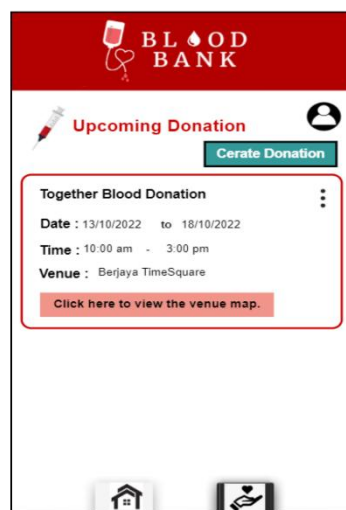 BLOOD
BANK
Upcoming Donation
Cerate Donation
Together Blood Donation
Date : 13/10/2022 to 18/10/2022
Time : 10:00 am - 3:00 pm
Venue : Berjaya TimeSquare
Click here to view the venue map.